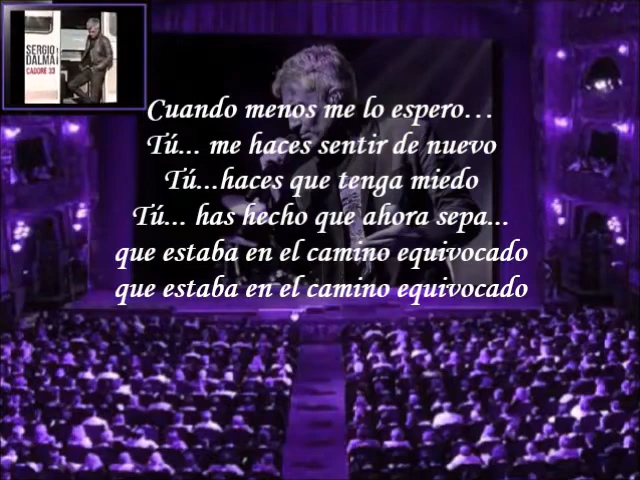 SERGIO
DALMA
CADORE 33
Cuando menos me lo espero...
Tú... me haces sentir de nuevo
Tú...haces que tenga miedo
Tú... has hecho que ahora sepa...
que estaba en el camino equivocado
que estaba en el camino equivocado